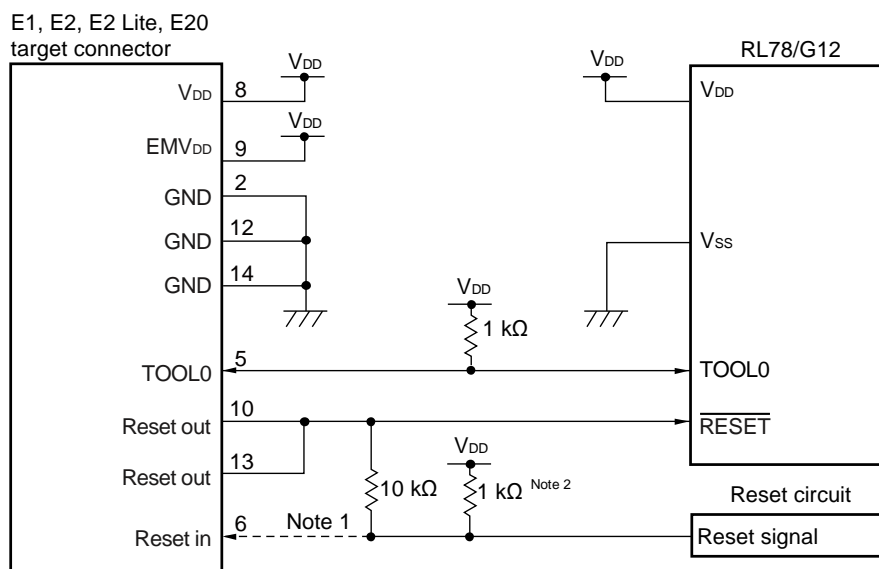 E1, E2, E2 Lite, E20
target connector
RL78/G12
VDD
8
VDD
VDD
VDD
EMVDD
9
VDD
GND
2
GND
12
VSS
GND
14
VDD
1 kΩ
TOOL0
5
TOOL0
Reset out
10
RESET
Reset out
13
10 kΩ
VDD
1 kΩ Note 2
Reset circuit
Reset in
6
Note 1
Reset signal